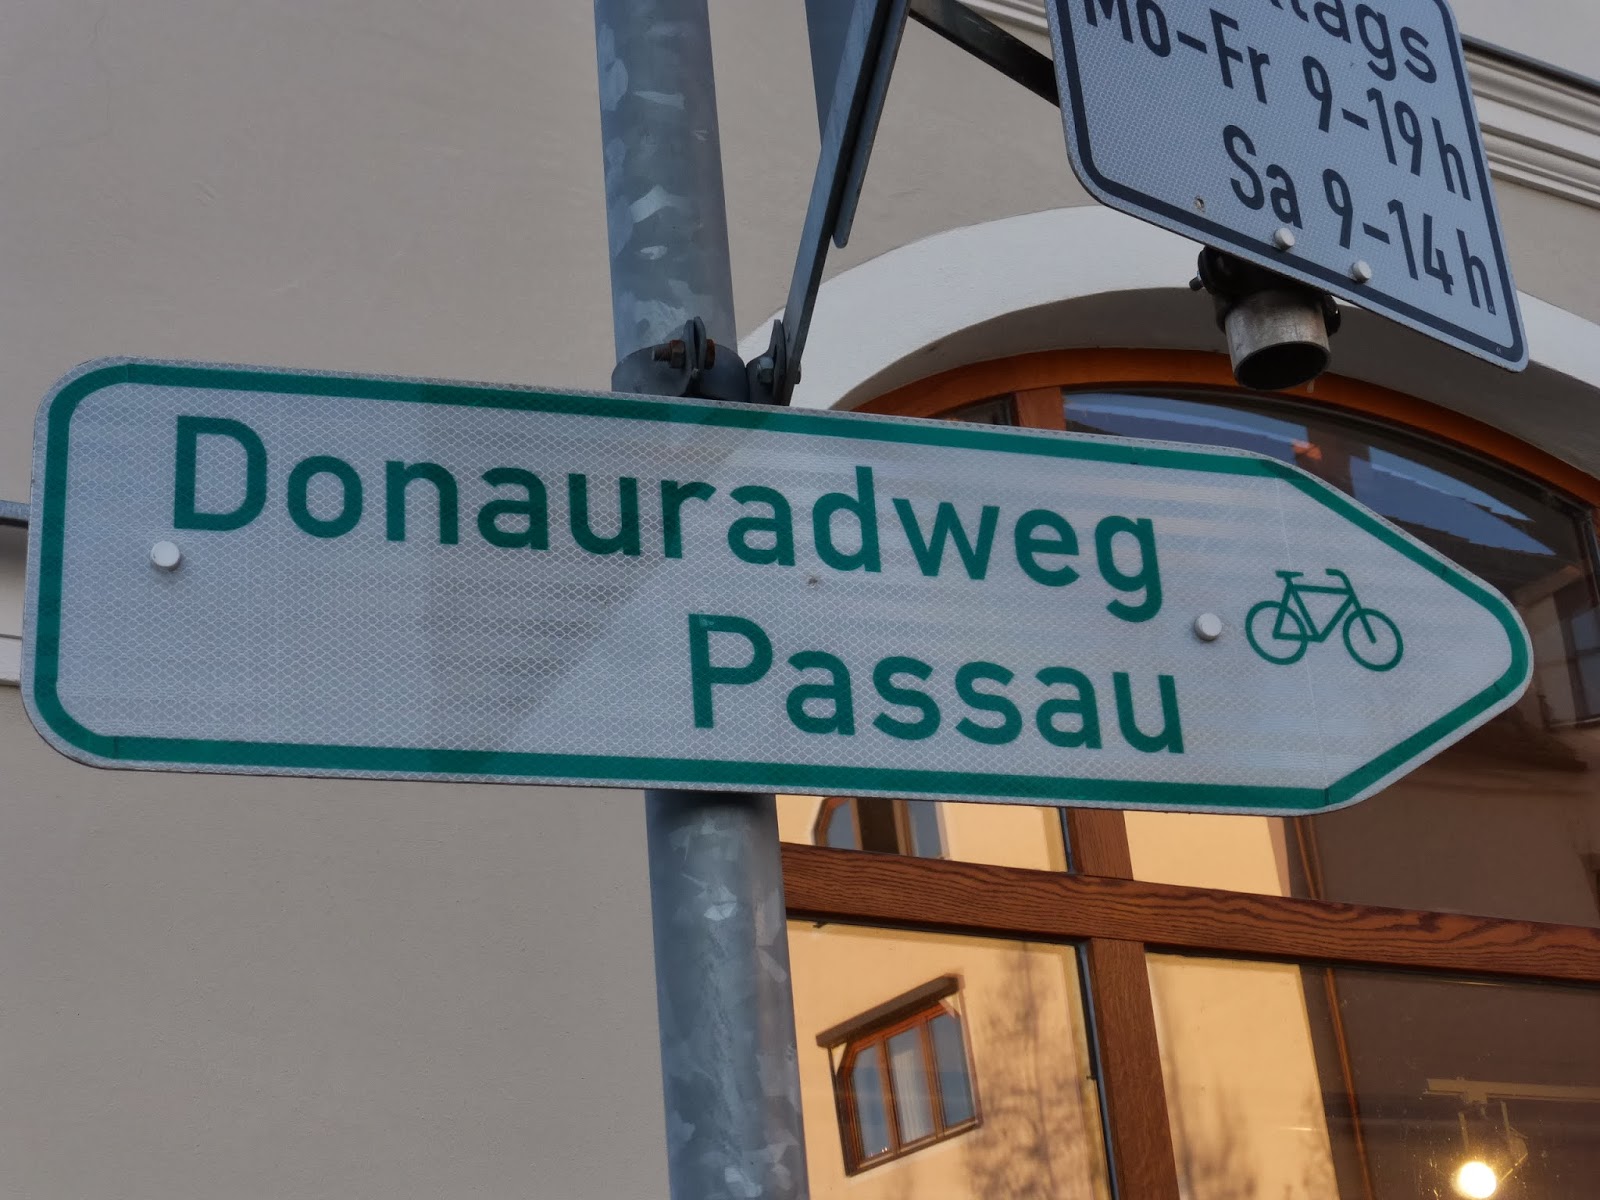 Mo-Fr 9-19 h
Sa 9-14 h
Donauradweg
Passau